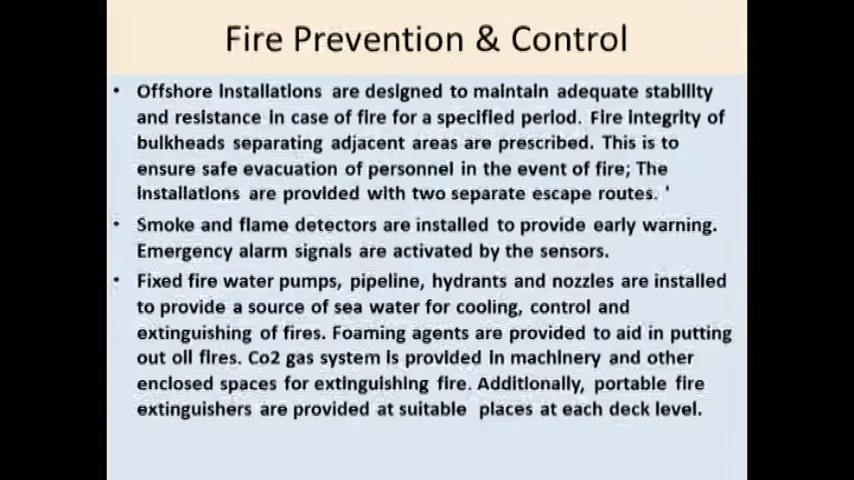 Fire Prevention & Control
• Offshore installations are designed to maintain adequate stability
and resistance in case of fire for a specified period. Fire integrity of
bulkheads separating adjacent areas are prescribed. This is to
ensure safe evacuation of personnel in the event of fire; The
installations are provided with two separate escape routes. '
• Smoke and flame detectors are installed to provide early warning.
Emergency alarm signals are activated by the sensors.
• Fixed fire water pumps, pipeline, hydrants and nozzles are installed
to provide a source of sea water for cooling, control and
extinguishing of fires. Foaming agents are provided to aid in putting
out oil fires. Co2 gas system is provided in machinery and other
enclosed spaces for extinguishing fire. Additionally, portable fire
extinguishers are provided at suitable places at each deck level.